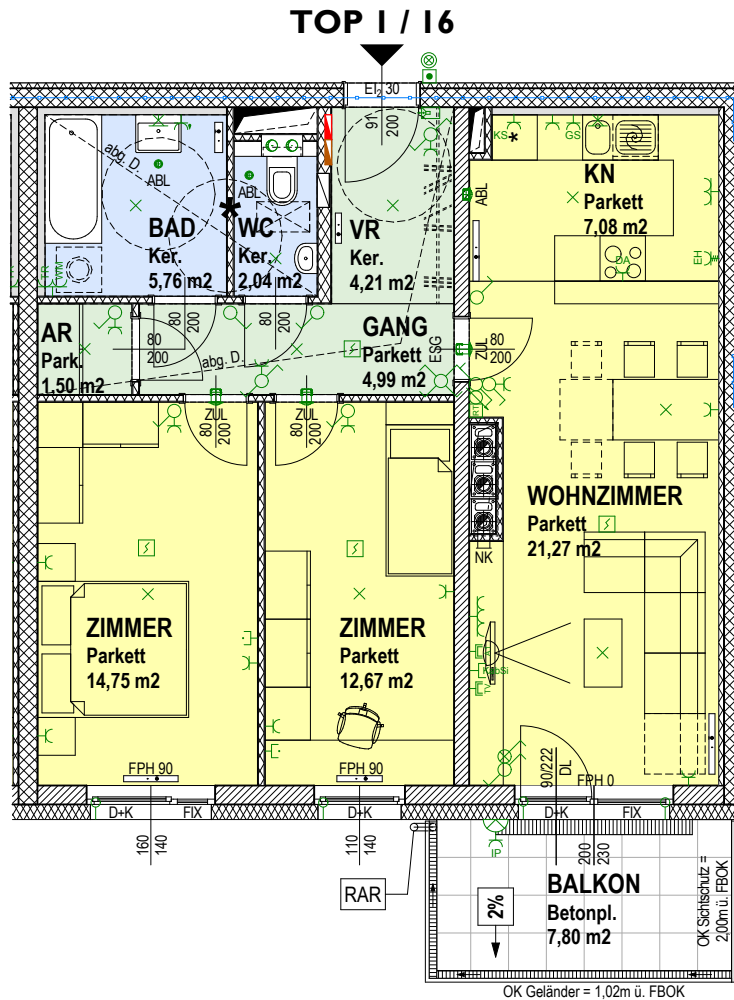 TOP 1 / 16
EI₂ 30
91
200
abg. D.
ABL
BAD
Ker.
5,76 m2
TR
WM
ABL
WC
Ker.
2,04 m2
VR
Ker.
4,21 m2
KS
GS
ABL
KN
Parkett
7,08 m2
DA
EH
80
200
80
200
AR
Park.
1,50 m2
80
200
abg. D.
GANG
Parkett
4,99 m2
ESG
ZUL
80
200
ZUL
80
200
ZUL
80
200
RT
NK
WOHNZIMMER
Parkett
21,27 m2
ZIMMER
Parkett
14,75 m2
ZIMMER
Parkett
12,67 m2
TV
FPH 90
FPH 90
90/222
DL
FPH 0
D+K
FIX
D+K
D+K
FIX
160
140
110
140
200
230
IP
RAR
2%
BALKON
Betonpl.
7,80 m2
OK Sichtschutz =
2,00m ü. FBOK
OK Geländer = 1,02m ü. FBOK